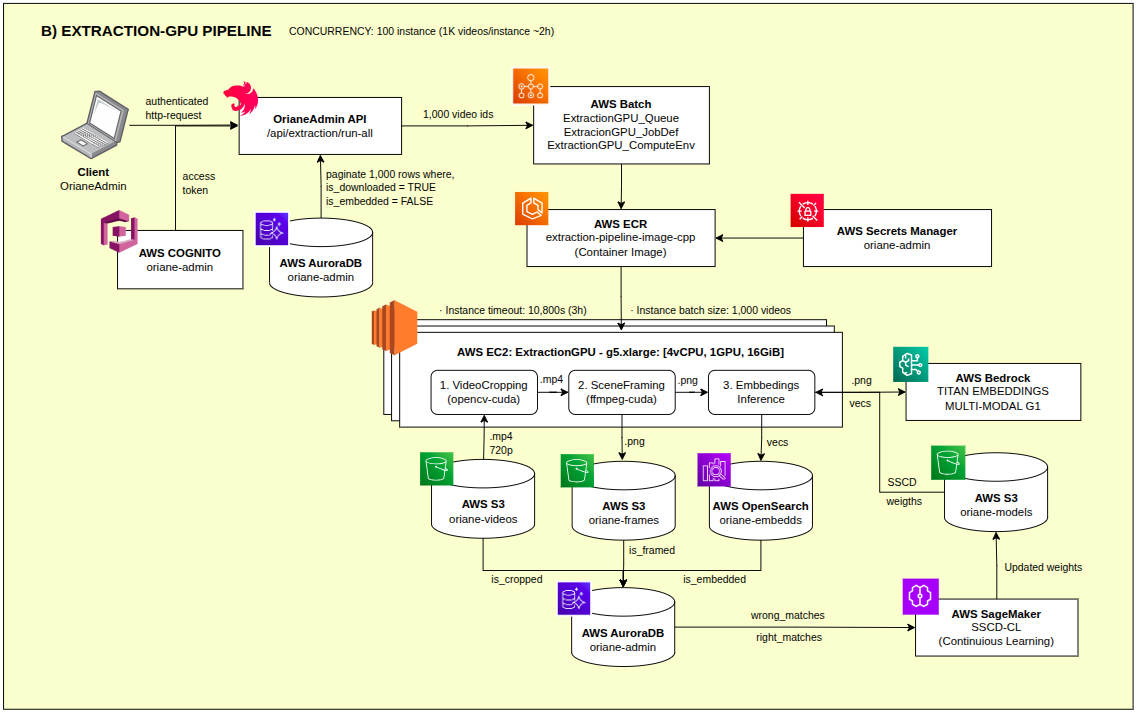 B) EXTRACTION-GPU PIPELINE
CONCURRENCY: 100 instance (1K videos/instance ~2h)
authenticated
http-request
OrianeAdmin API
/api/extraction/run-all
1,000 video ids
AWS Batch
ExtractionGPU_Queue
ExtracionGPU_JobDef
ExtractionGPU_ComputeEnv
Client
OrianeAdmin
access
token
paginate 1,000 rows where,
is_downloaded = TRUE
is_embedded = FALSE
AWS COGNITO
oriane-admin
AWS AuroraDB
oriane-admin
AWS ECR
extraction-pipeline-image-cpp
(Container Image)
AWS Secrets Manager
oriane-admin
· Instance timeout: 10,800s (3h)
· Instance batch size: 1,000 videos
AWS EC2: ExtractionGPU - g5.xlarge: [4vCPU, 1GPU, 16GiB]
1. VideoCropping
(opencv-cuda)
.mp4
2. SceneFraming
(ffmpeg-cuda)
.png
3. Embbedings
Inference
.png
vecs
AWS Bedrock
TITAN EMBEDDINGS
MULTI-MODAL G1
.mp4
720p
.png
vecs
AWS S3
oriane-videos
AWS S3
oriane-frames
AWS OpenSearch
oriane-embedds
SSCD
weigths
AWS S3
oriane-models
is_cropped
is_framed
is_embedded
Updated weights
AWS AuroraDB
oriane-admin
wrong_matches
right_matches
AWS SageMaker
SSCD-CL
(Continuious Learning)